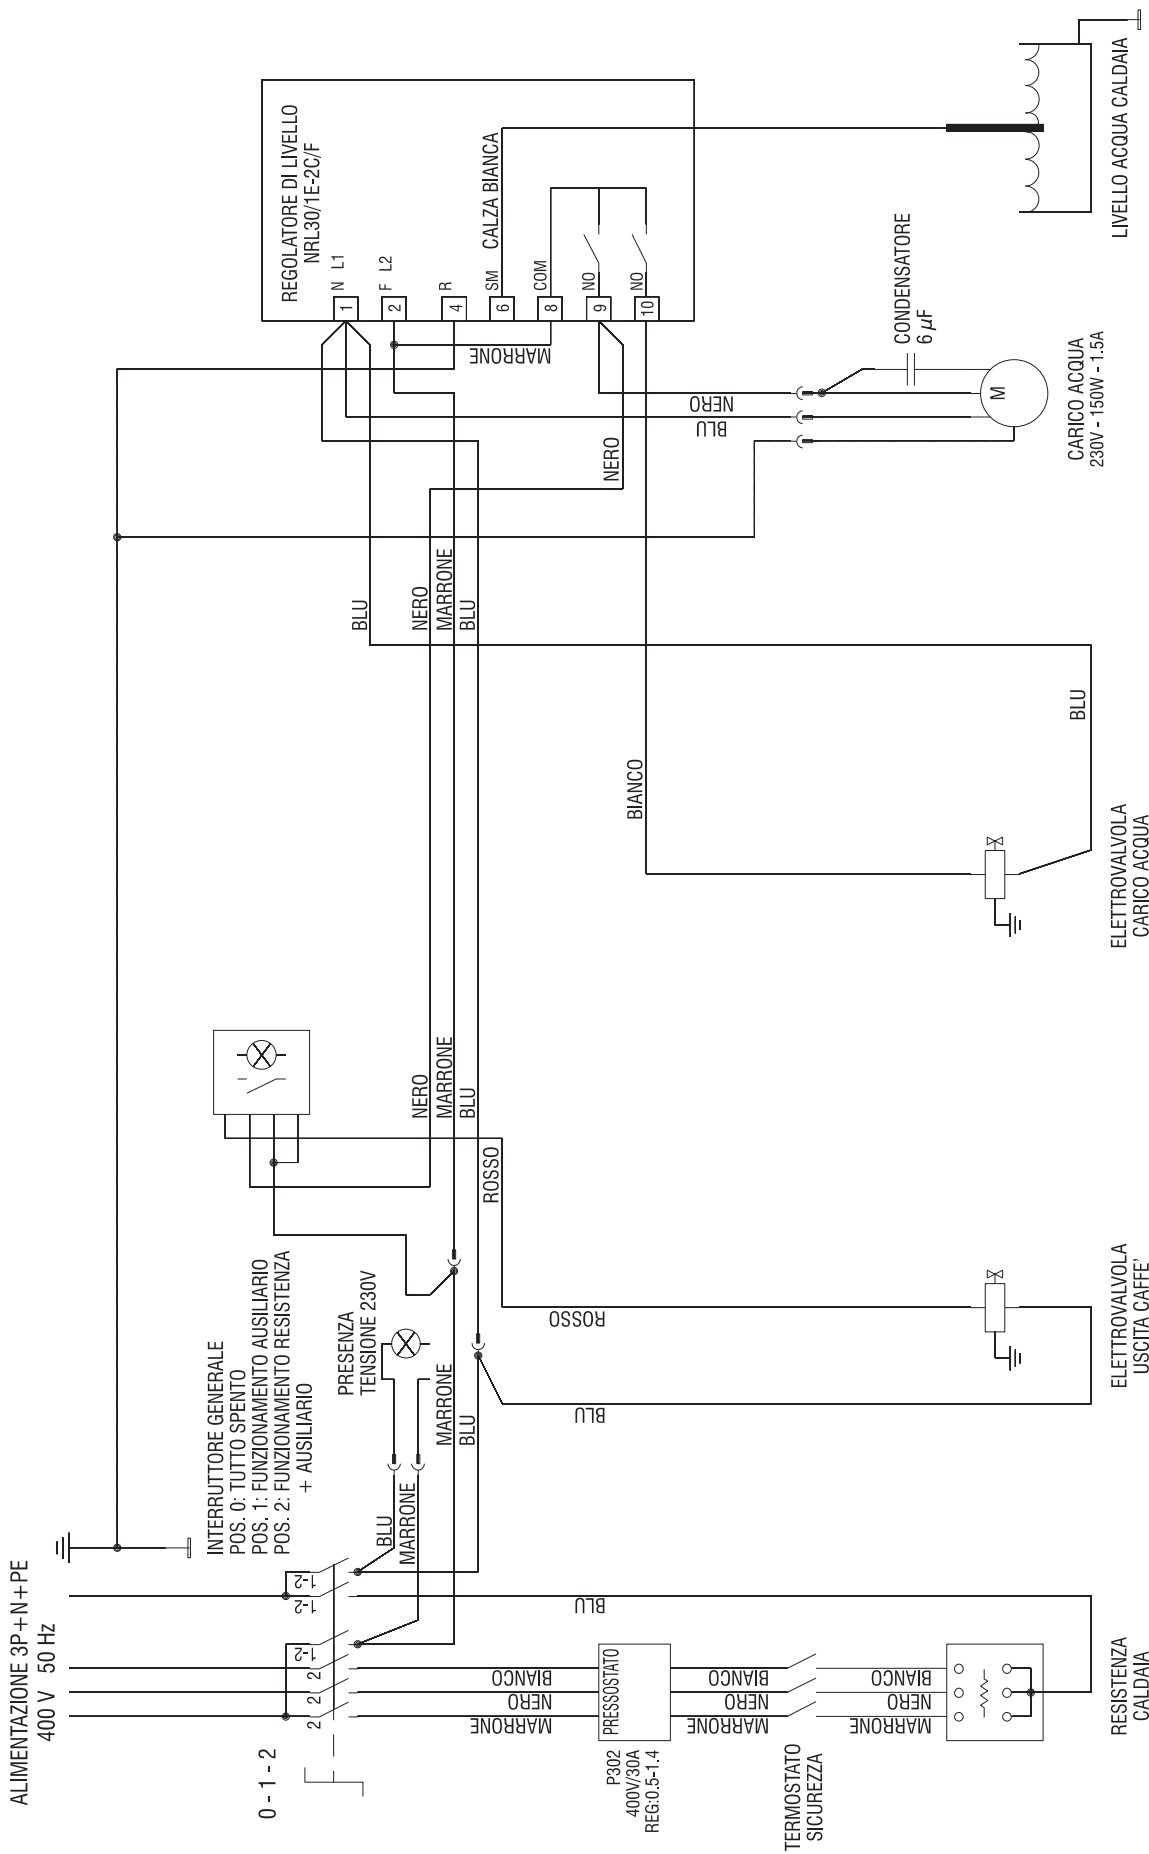 ALIMENTAZIONE 3P+N+PE
400 V 50 Hz
0 - 1 - 2
INTERRUTTORE GENERALE
POS. 0: TUTTO SPENTO
POS. 1: FUNZIONAMENTO AUSILIARIO
POS. 2: FUNZIONAMENTO RESISTENZA
+ AUSILIARIO
2
2
2
1-2
1-2
1-2
BLU
MARRONE
PRESENZA
TENSIONE 230V
MARRONE
BLU
NERO
MARRONE
BLU
ROSSO
ROSSO
BLU
BLU
NERO
MARRONE
BLU
BLU
NERO
REGOLATORE DI LIVELLO
NRL30/1E-2C/F
N L1
F L2
R
SM
COM
NO
NO
1
2
4
6
8
9
10
CALZA BIANCA
MARRONE
NERO
BLU
BIANCO
BLU
CONDENSATORE
6 µF
M
CARICO ACQUA
230V - 150W - 1.5A
LIVELLO ACQUA CALDAIA
ELETTROVALVOLA
CARICO ACQUA
ELETTROVALVOLA
USCITA CAFFE'
BIANCO
NERO
MARRONE
PRESSOSTATO
P302
400V/30A
REG:0.5-1.4
BIANCO
NERO
MARRONE
TERMOSTATO
SICUREZZA
BIANCO
NERO
MARRONE
RESISTENZA
CALDAIA